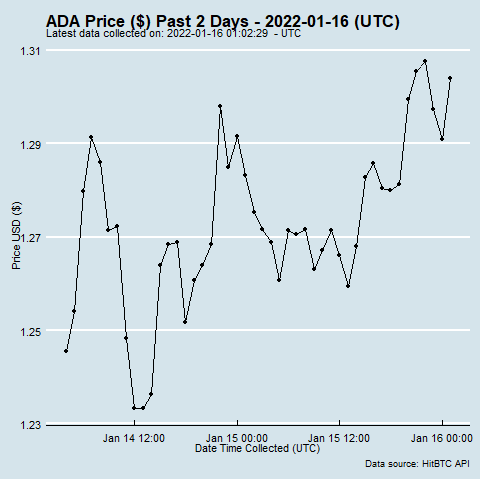 ADA Price ($) Past 2 Days - 2022-01-16 (UTC)
Latest data collected on: 2022-01-16 01:02:29 - UTC
1.31
1.29
1.27
1.25
1.23
Price USD ($)
Jan 14 12:00 Jan 15 00:00 Jan 15 12:00 Jan 16 00:00
Date Time Collected (UTC)
Data source: HitBTC API